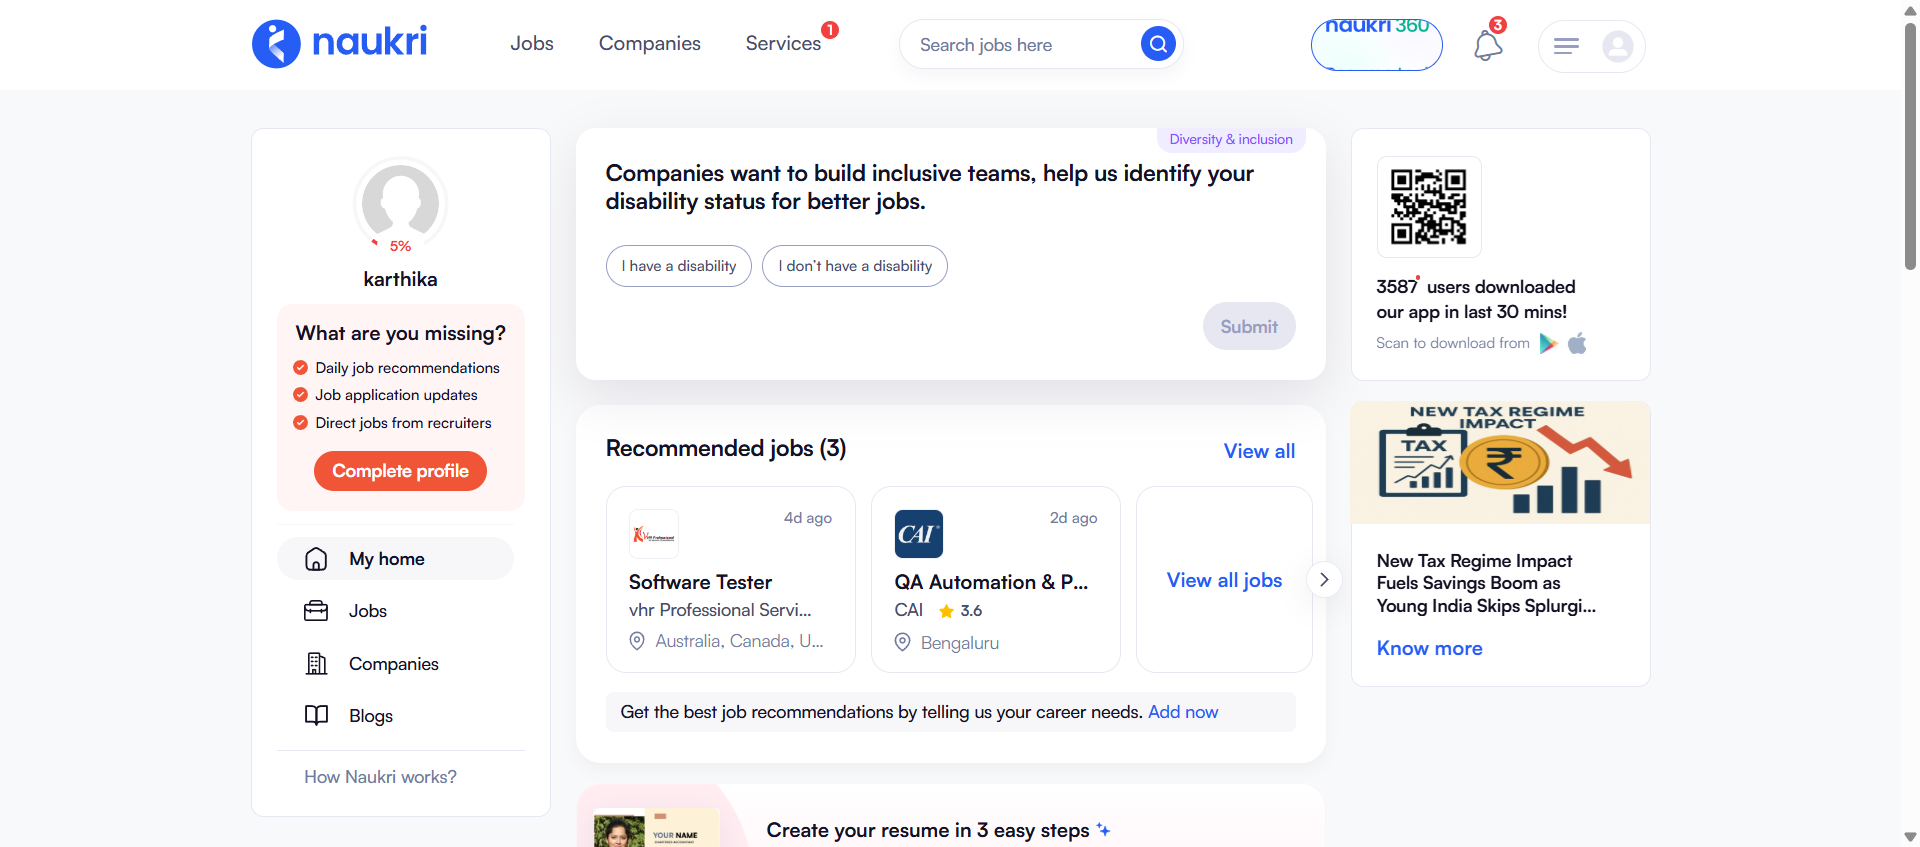 naukri
Jobs
Companies
Services
1
Search jobs here
naukri 360
3
5%
karthika
What are you missing?
Daily job recommendations
Job application updates
Direct jobs from recruiters
Complete profile
My home
Jobs
Companies
Blogs
How Naukri works?
Diversity & inclusion
Companies want to build inclusive teams, help us identify your
disability status for better jobs.
I have a disability
I don't have a disability
Submit
Recommended jobs (3)
View all
4d ago
Software Tester
vhr Professional Servi...
Australia, Canada, U...
2d ago
CAI
QA Automation & P...
CAI
3.6
Bengaluru
View all jobs
Get the best job recommendations by telling us your career needs. Add now
YOUR NAME
Create your resume in 3 easy steps
3587 users downloaded
our app in last 30 mins!
Scan to download from
NEW TAX REGIME
IMPACT
TAX
New Tax Regime Impact
Fuels Savings Boom as
Young India Skips Splurgi...
Know more